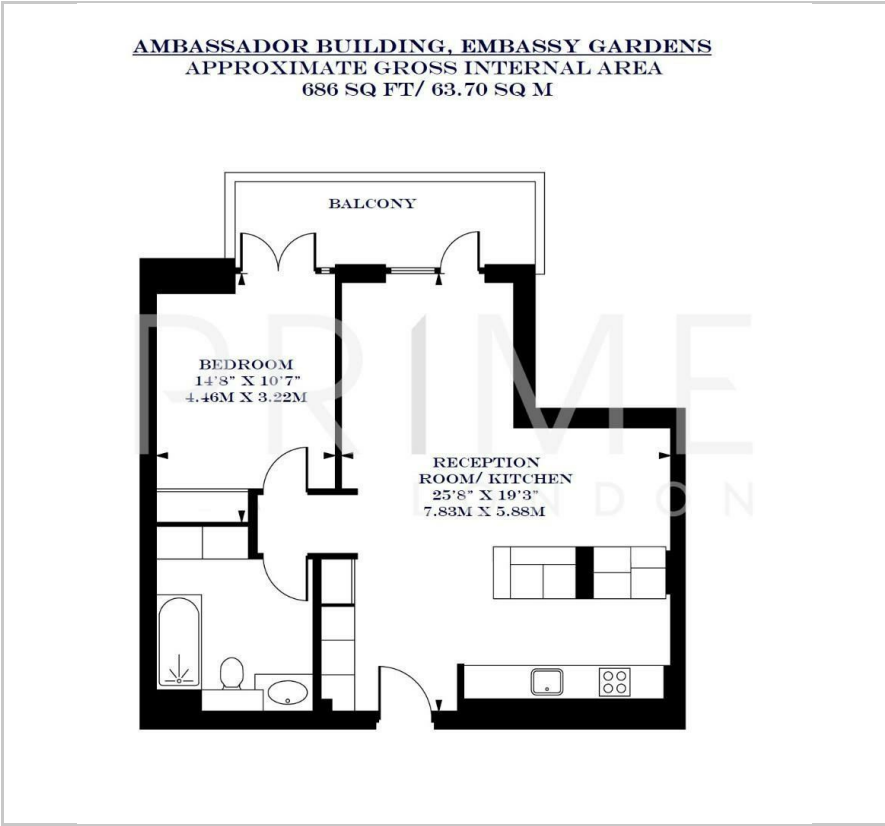 AMBASSADOR BUILDING, EMBASSY GARDENS
APPROXIMATE GROSS INTERNAL AREA
686 SQ FT/ 63.70 SQ M
BALCONY
BEDROOM
14'8" X 10'7"
4.46M X 3.22M
PRIME
RECEPTION
ROOM/ KITCHEN
25'8" X 19'3"
7.83M X 5.88M
LONDON